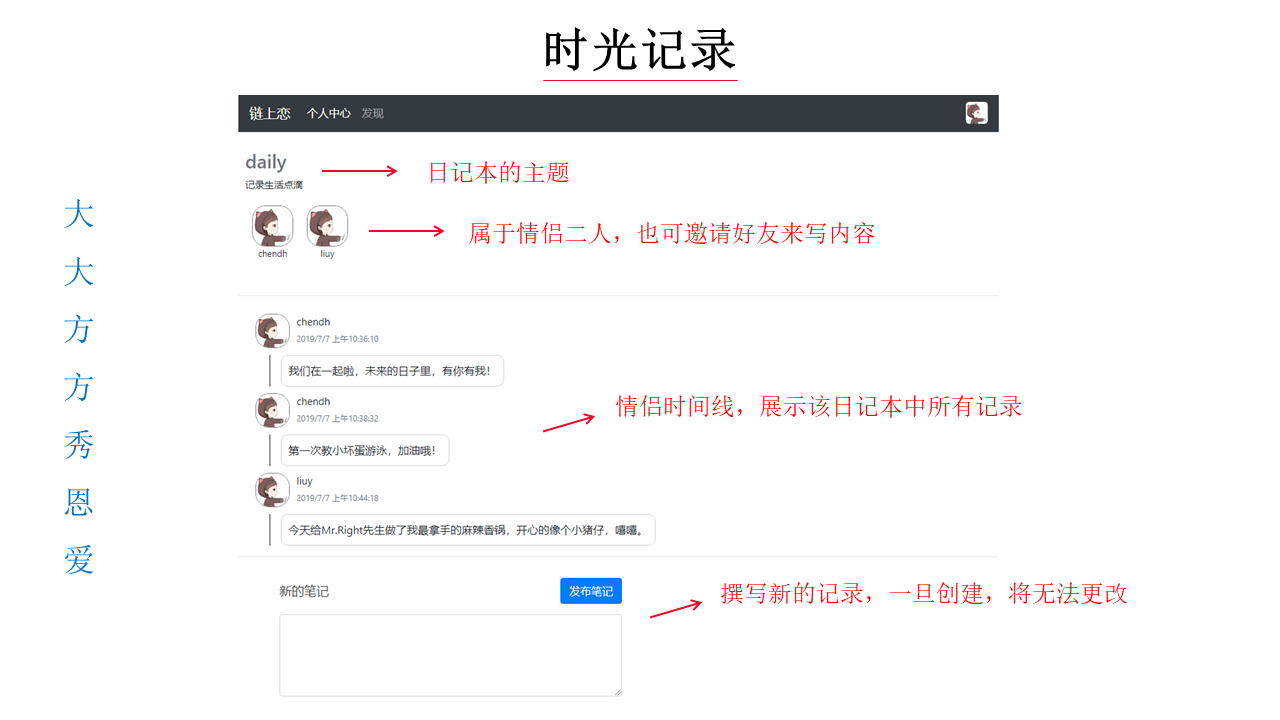 时光记录
链上恋 个人中心 发现
daily
记录生活点滴
日记本的主题
chendh liuy
属于情侣二人，也可邀请好友来写内容
大
大
方
方
秀
恩
爱
chendh
2019/7/7 上午10:36:10
我们在一起啦，未来的日子里，有你有我！
chendh
2019/7/7 上午10:38:32
第一次教小坏蛋游泳，加油哦！
情侣时间线，展示该日记本中所有记录
liuy
2019/7/7 上午10:44:18
今天给Mr.Right先生做了我最拿手的麻辣香锅，开心的像个小猪仔，嘻嘻。
新的笔记
发布笔记
撰写新的记录，一旦创建，将无法更改